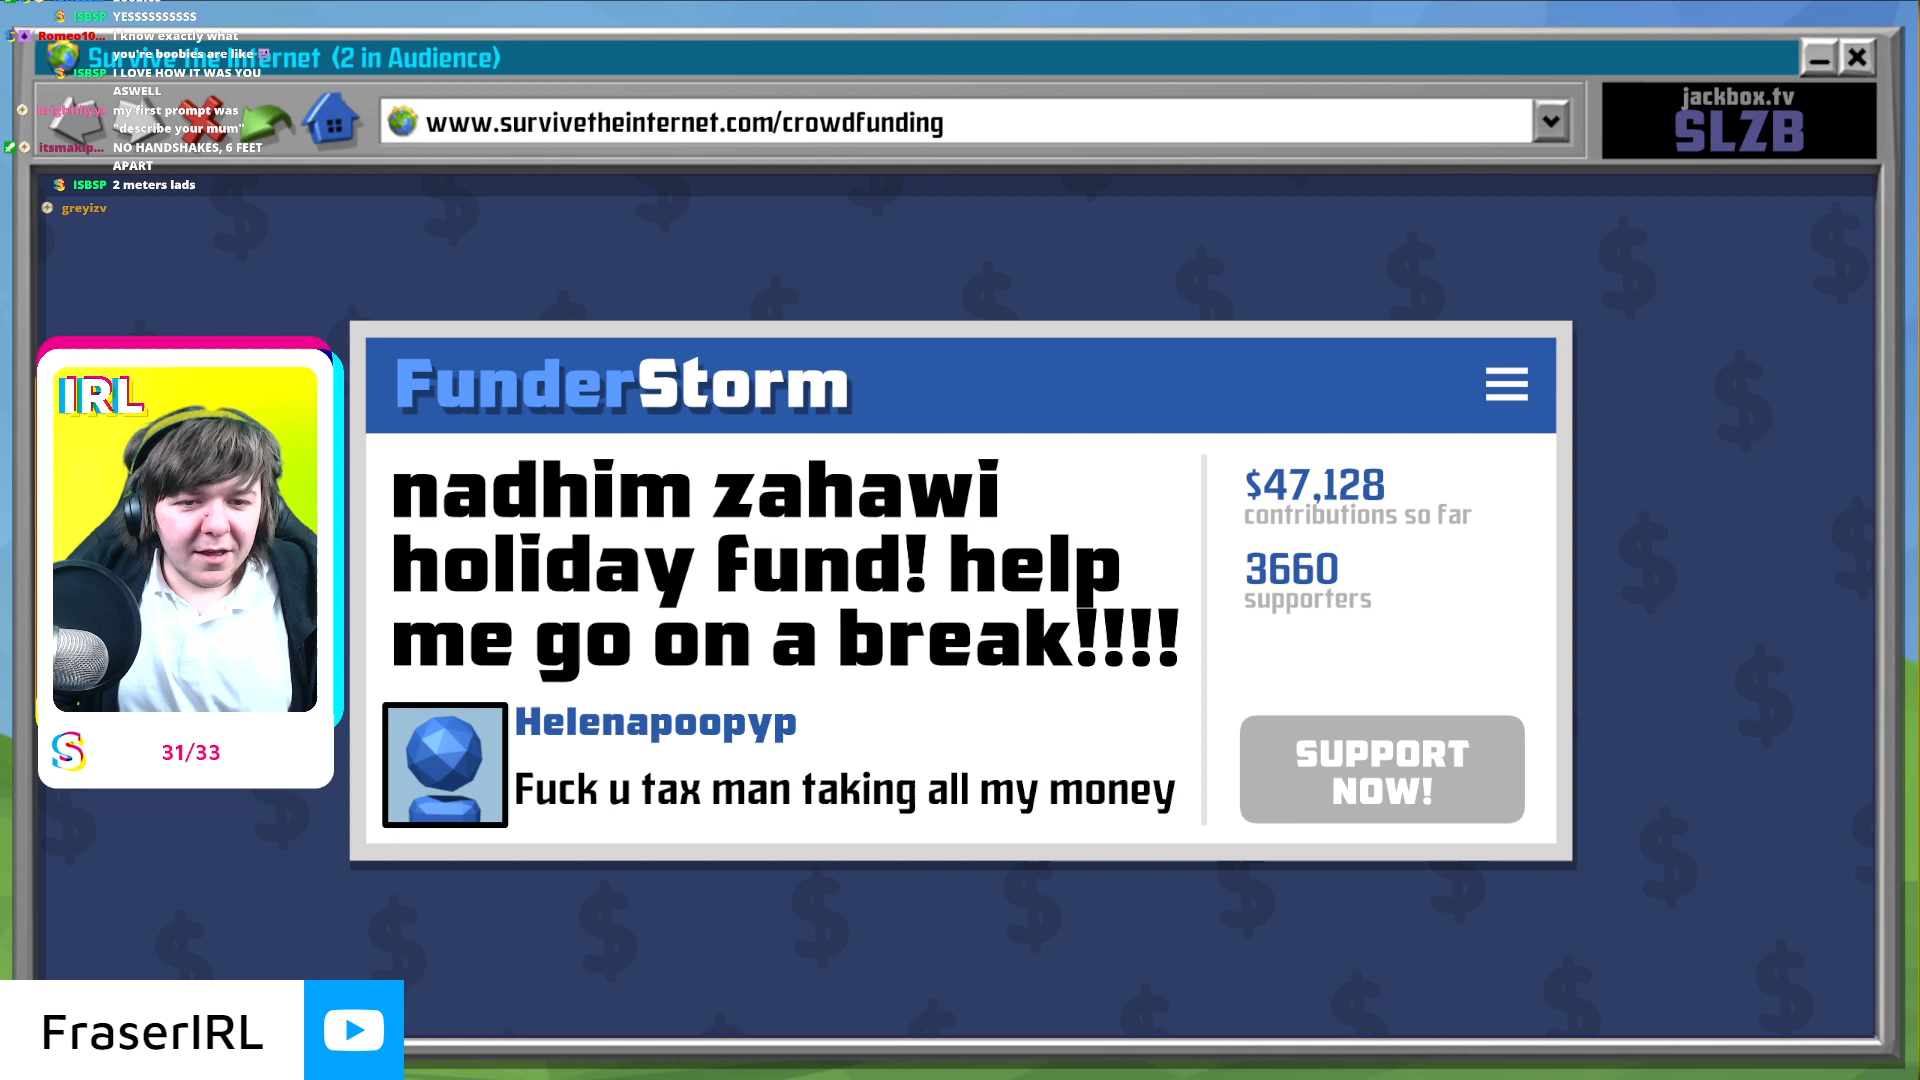 ISBSP YESSSSSSSSS
Romeo10... I know exactly what
you're boobies are like
ISBSP I LOVE HOW IT WAS YOU
ASWELL
my first prompt was
"describe your mum"
itsmakip... NO HANDSHAKES, 6 FEET
APART
ISBSP 2 meters lads
greyizv
Survive the Internet (2 in Audience)
www.survivetheinternet.com/crowdfunding
jackbox.tv
SLZB
FunderStorm
nadhim zahawi
holiday fund! help
me go on a break!!!!
Helenapoopyp
Fuck u tax man taking all my money
$47,128
contributions so far
3660
supporters
SUPPORT
NOW!
IRL
S 31/33
FraserIRL